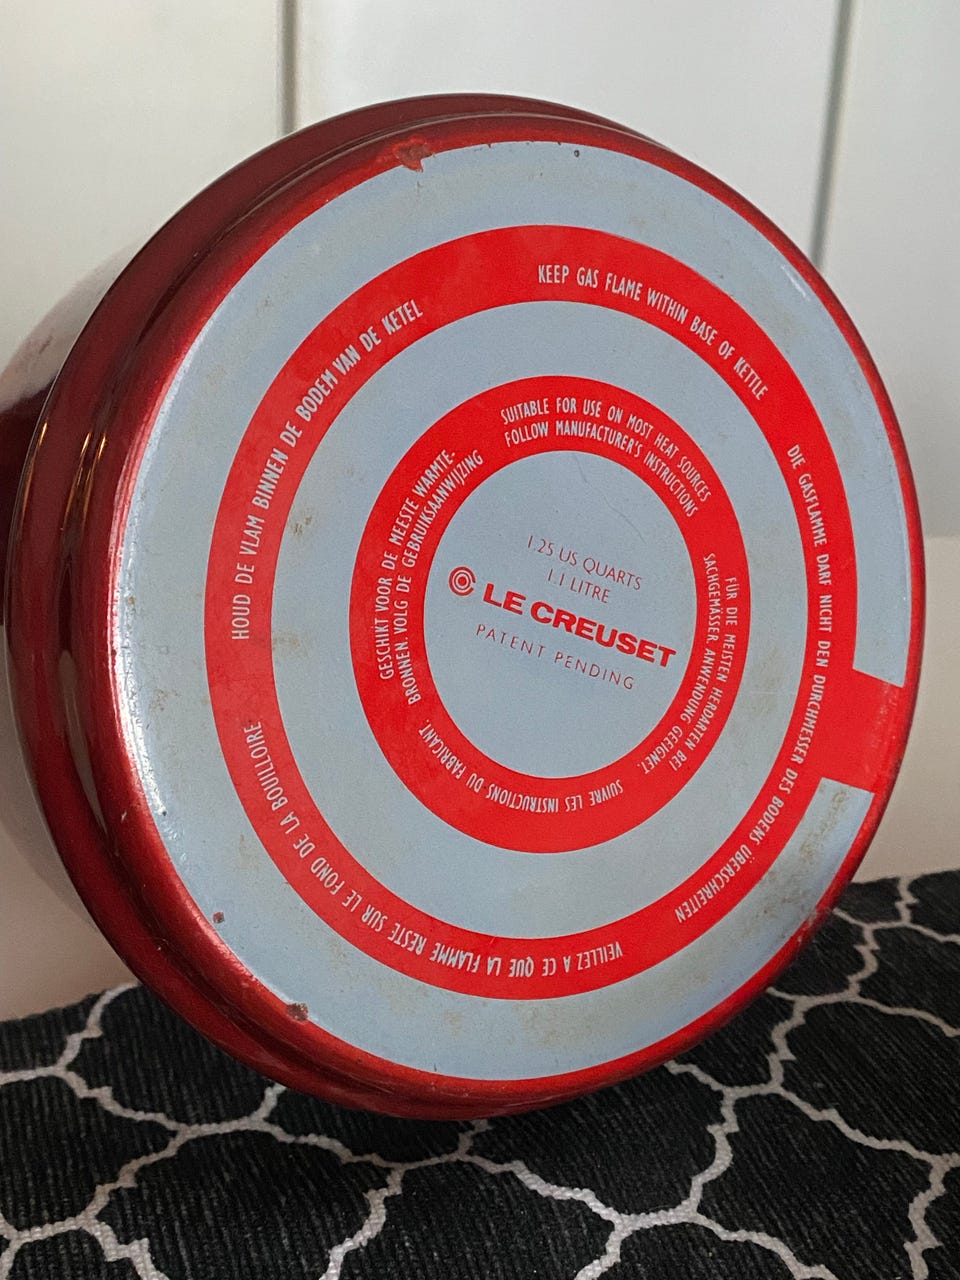 KEEP GAS FLAME WITHIN BASE OF KETTLE
DIE GASFLAMME DARF NICHT DEN DURCHMESSER DES BODENS ÜBERSCHREITEN
VEILLEZ A CE QUE LA FLAMME RESTE SUR LE FOND DE LA BOUILLOIRE.
HOUD DE VLAM BINNEN DE BODEM VAN DE KETEL
SUITABLE FOR USE ON MOST HEAT SOURCES
FOLLOW MANUFACTURER'S INSTRUCTIONS
FÜR DIE MEISTEN HERDARTEN BEI
SACHGEMÄSSER ANWENDUNG GEEIGNET.
SUIVRE LES INSTRUCTIONS DU FABRICANT.
GESCHIKT VOOR DE MEESTE WARMTE-
BRONNEN. VOLG DE GEBRUIKSAANWIJZING
1.25 US QUARTS
1.1 LITRE
LE CREUSET
PATENT PENDING